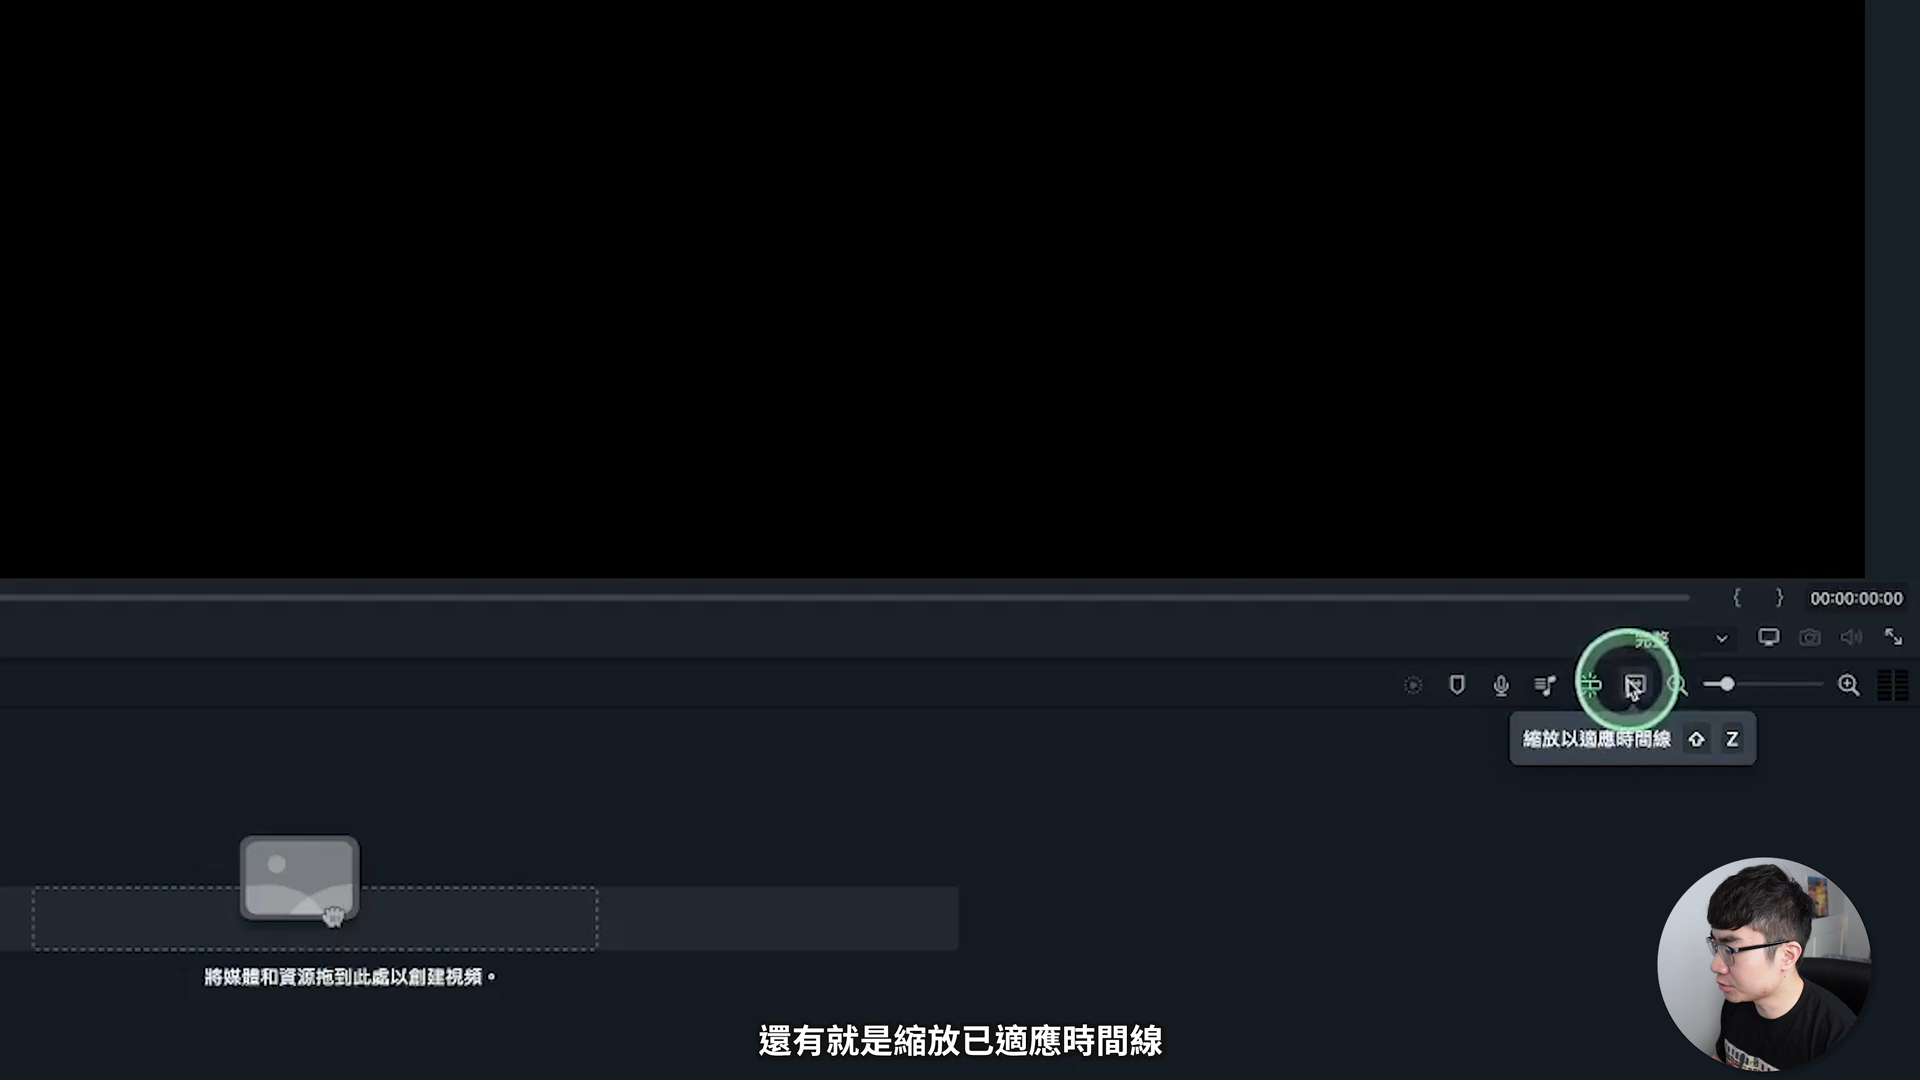 { } 00:00:00:00
完整
縮放以適應時間線 Z
將媒體和資源拖到此處以創建視頻。
還有就是縮放已適應時間線